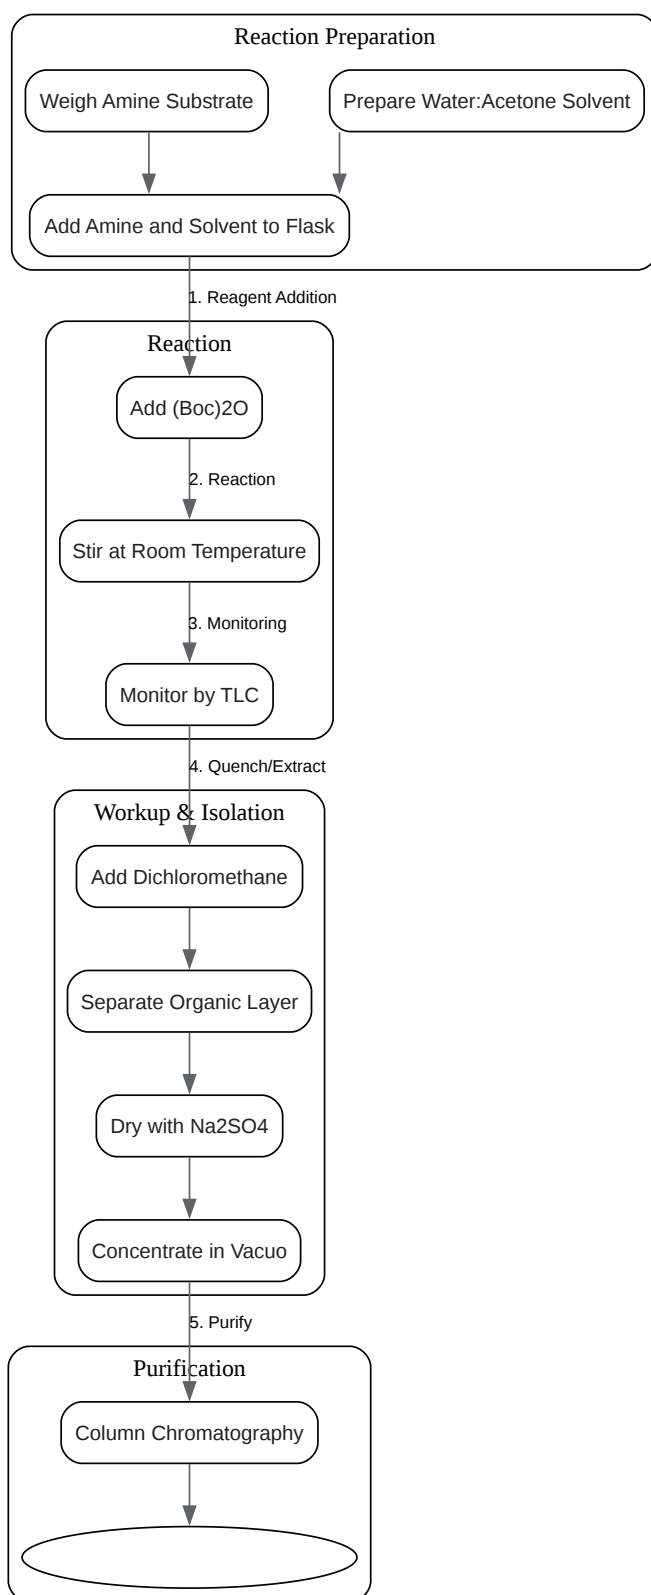 Reaction Preparation
Weigh Amine Substrate
Prepare Water:Acetone Solvent
Add Amine and Solvent to Flask
1. Reagent Addition
Reaction
Add (Boc)2O
2. Reaction
Stir at Room Temperature
3. Monitoring
Monitor by TLC
4. Quench/Extract
Workup & Isolation
Add Dichloromethane
Separate Organic Layer
Dry with Na2SO4
Concentrate in Vacuo
5. Purify
Purification
Column Chromatography